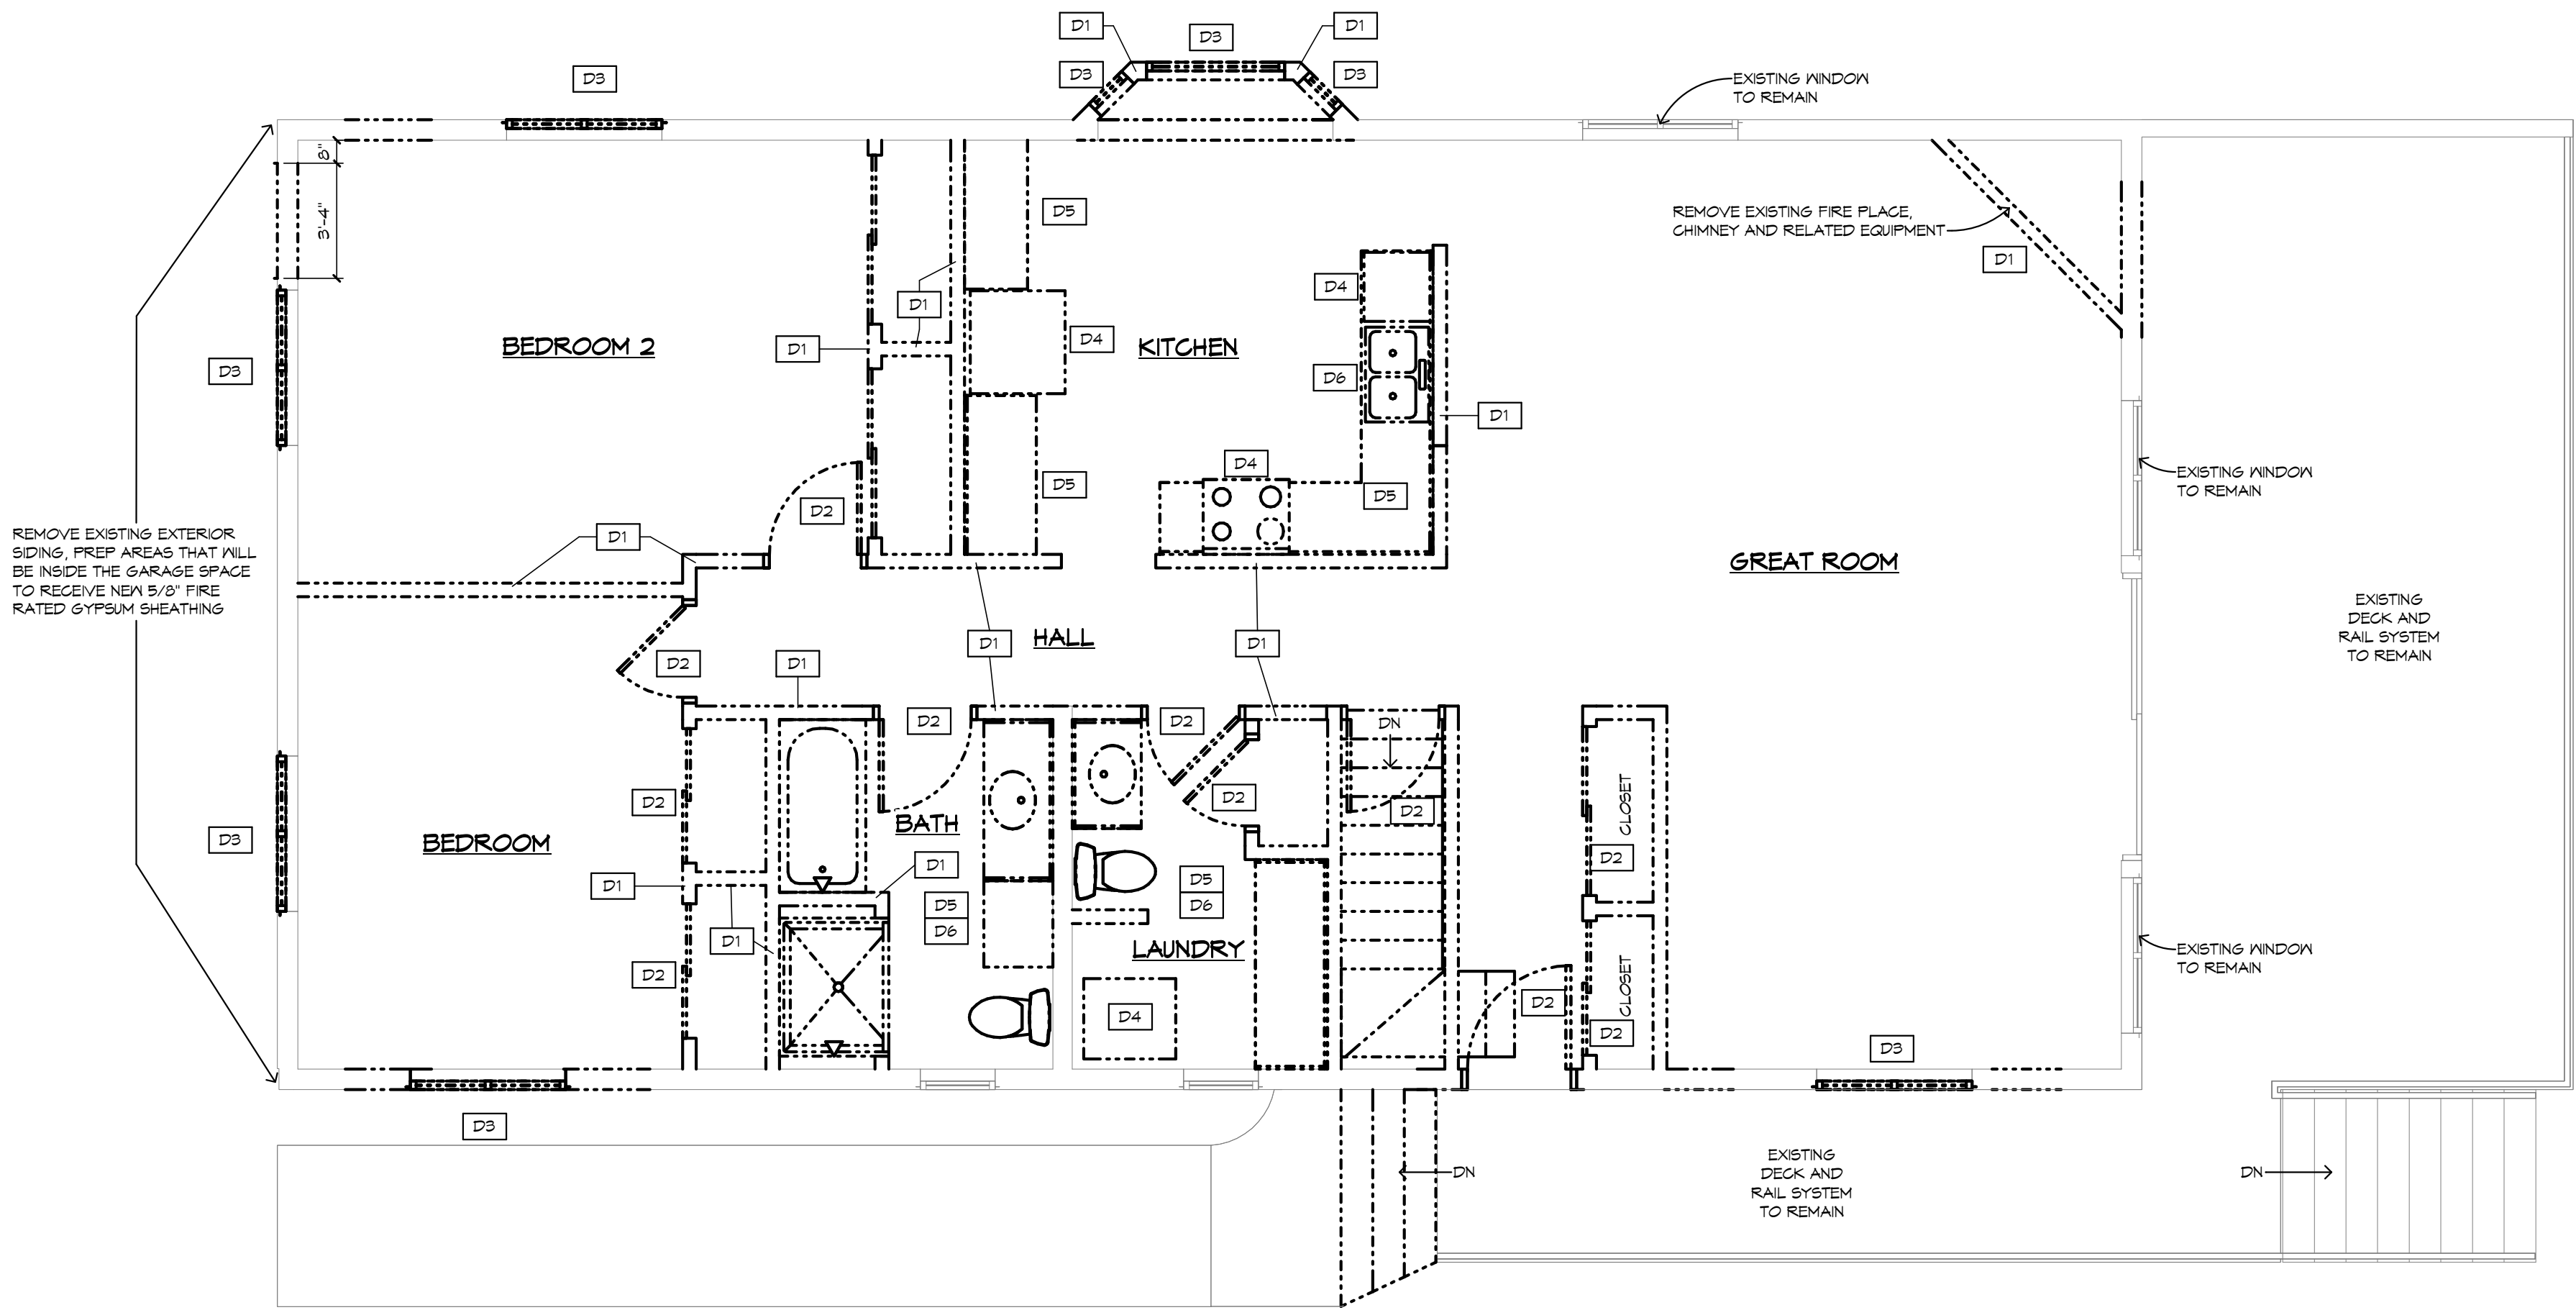 D1
D3
D1
D3
D3
D3
EXISTING WINDOW
TO REMAIN
8"
3'-4"
D5
REMOVE EXISTING FIRE PLACE,
CHIMNEY AND RELATED EQUIPMENT
D1
D4
D1
BEDROOM 2
D1
D4
KITCHEN
D3
D6
D1
D4
D5
D5
D2
EXISTING WINDOW
TO REMAIN
REMOVE EXISTING EXTERIOR
SIDING, PREP AREAS THAT WILL
BE INSIDE THE GARAGE SPACE
TO RECEIVE NEW 5/8" FIRE
RATED GYPSUM SHEATHING
D1
GREAT ROOM
EXISTING
DECK AND
RAIL SYSTEM
TO REMAIN
HALL
D1
D1
D2
D1
D2
D2
DN
D2
D2
D2
CLOSET
BATH
D3
BEDROOM
D2
D1
D1
D5
D6
D5
D6
D1
LAUNDRY
EXISTING WINDOW
TO REMAIN
D2
CLOSET
D2
D4
D2
D3
D3
DN
EXISTING
DECK AND
RAIL SYSTEM
TO REMAIN
DN